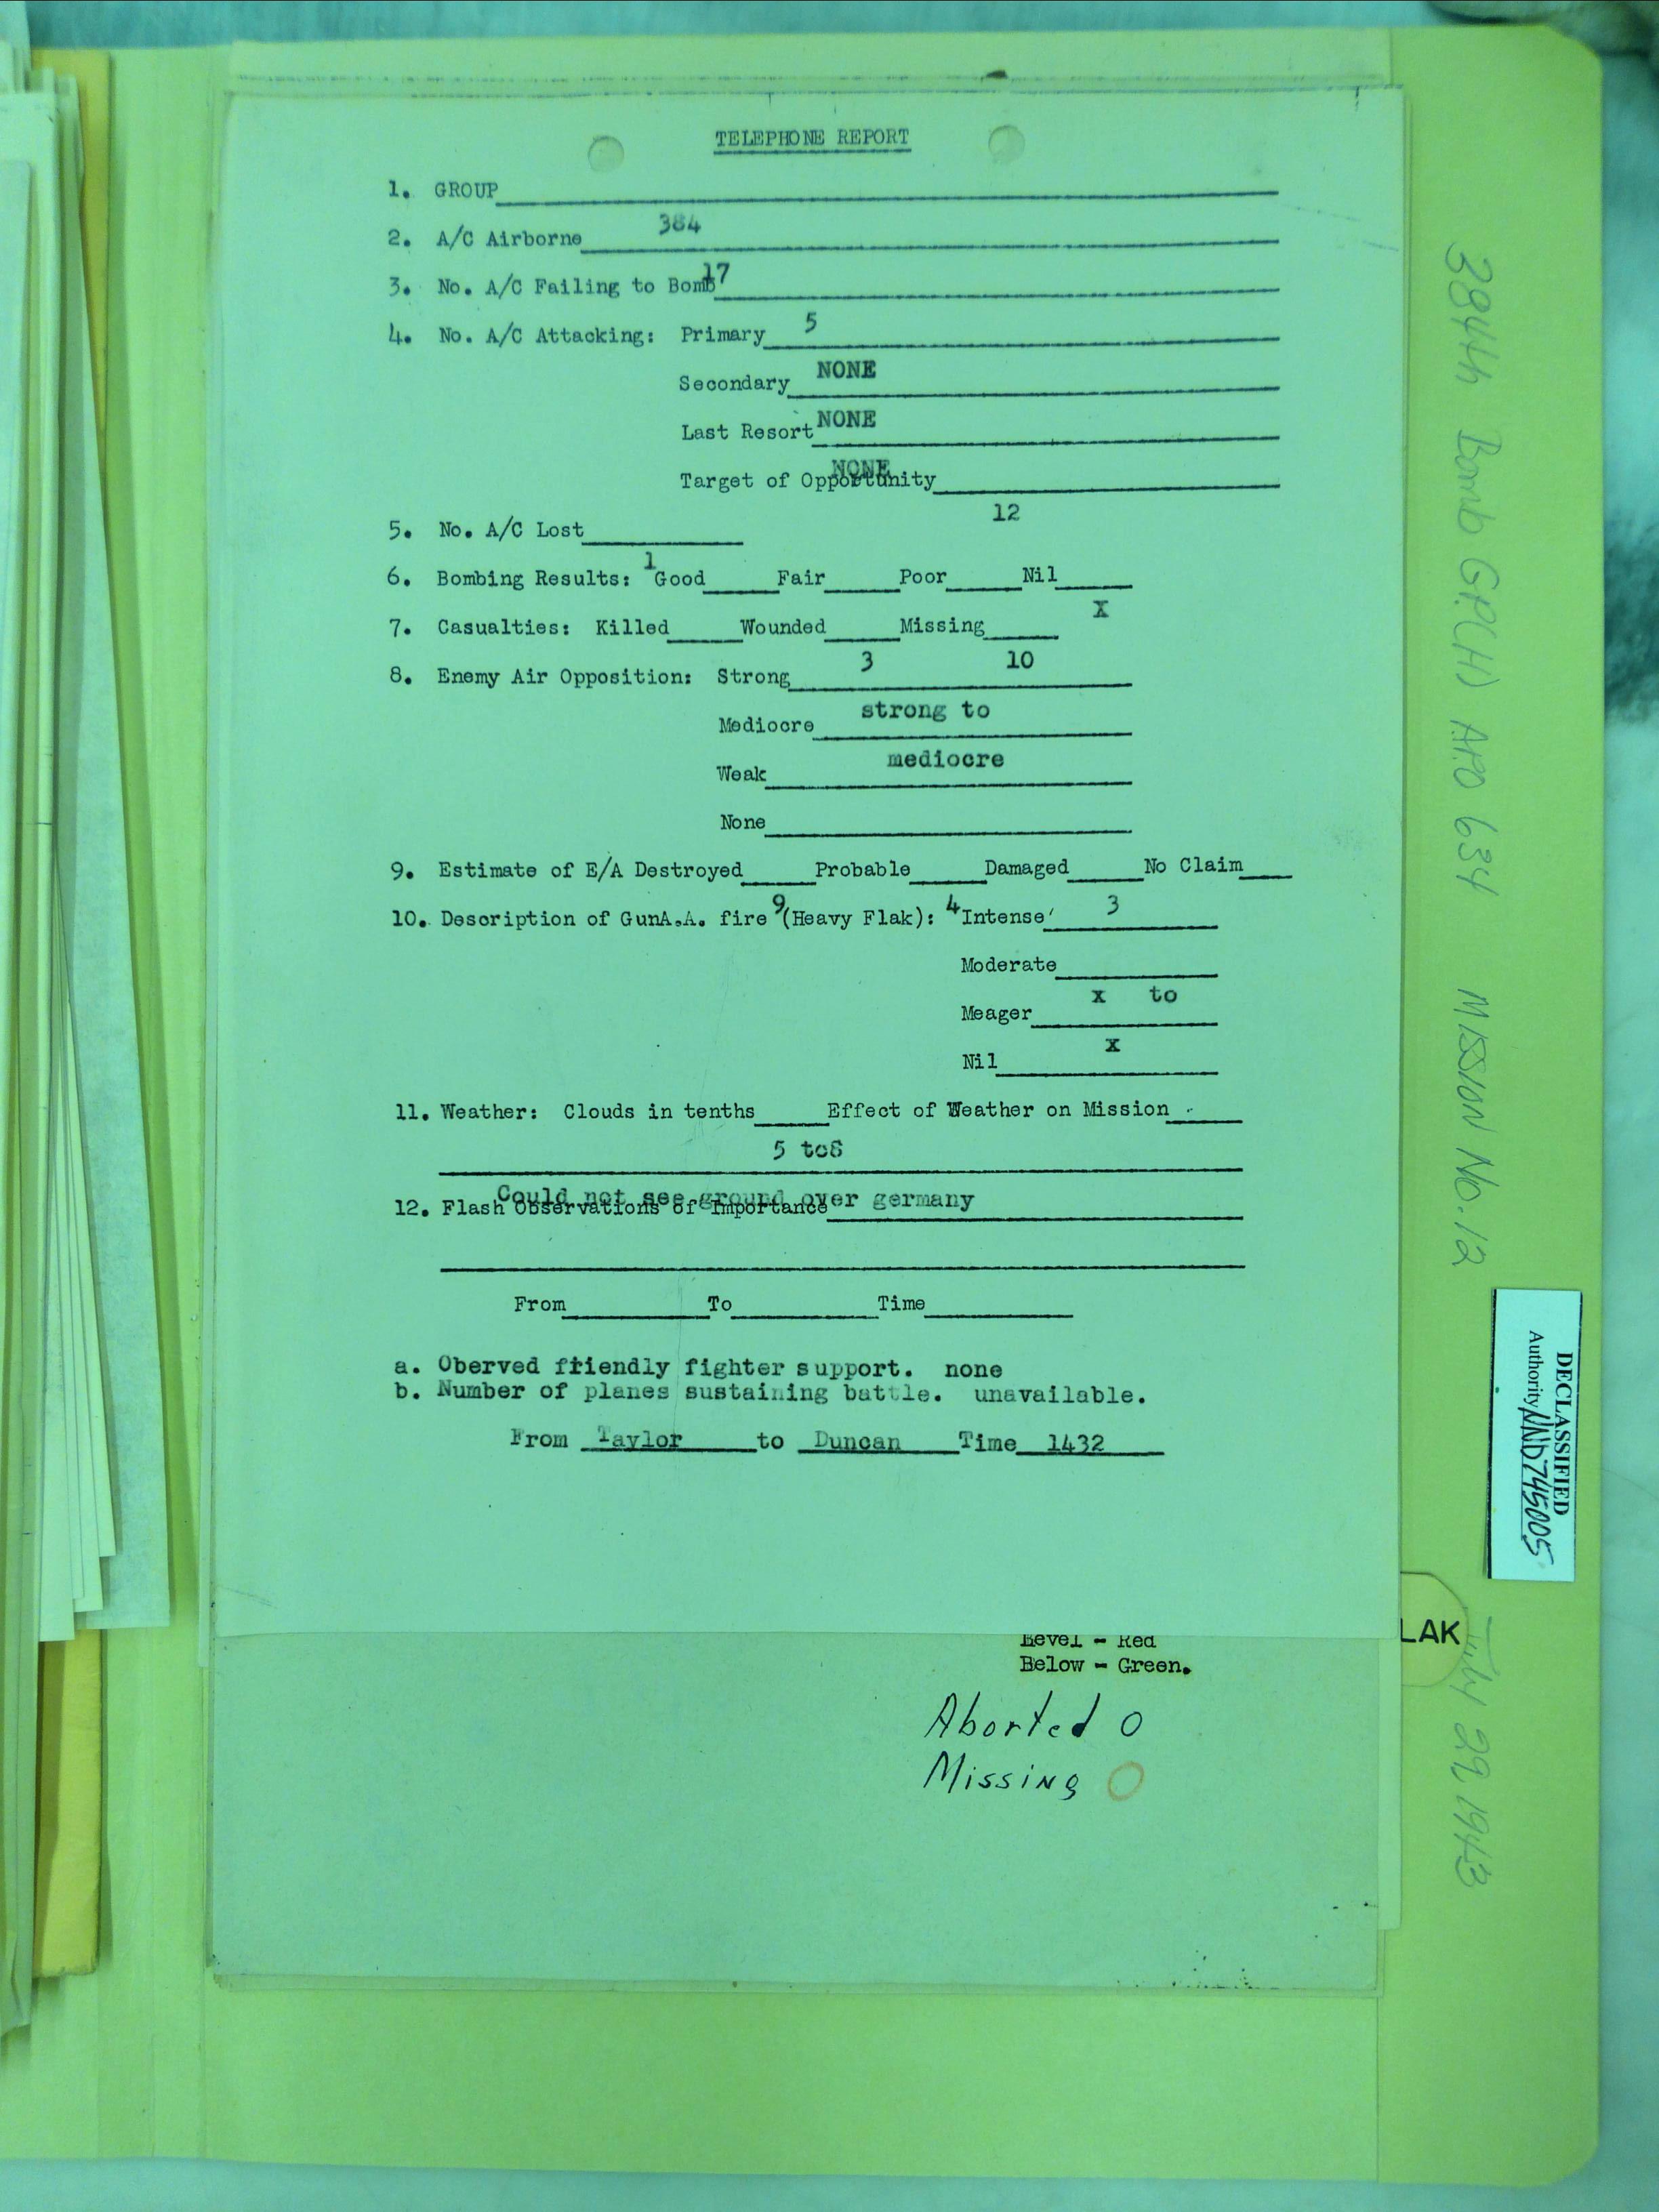 TELEPHONE REPORT
1. GROUP
384
2. A/C Airborne
17
3. No. A/C Failing to Bomb
5
4. No. A/C Attacking: Primary
NONE
Secondary
NONE
Last Resort
NONE
Target of Opportunity
12
5. No. A/C Lost
1
6. Bombing Results: Good Fair Poor Nil
X
7. Casualties: Killed Wounded Missing
3 10
8. Enemy Air Opposition: Strong
strong to
Mediocre
mediocre
Weak
None
9. Estimate of E/A Destroyed Probable Damaged No Claim
9 4 3
10. Description of GunA.A. fire (Heavy Flak): Intense
Moderate
x to
Meager
x
Nil
11. Weather: Clouds in tenths Effect of Weather on Mission
5 to8
Could not see ground over germany
12. Flash Observations of Importance
From To Time
a. Oberved friendly fighter support. none
b. Number of planes sustaining battle. unavailable.
From Taylor to Duncan Time 1432
Level - Red
Below - Green.
Aborted 0
Missing 0
384th Bomb GP.(H) APO 634 Mission No. 12 July 29 1943
DECLASSIFIED
Authority NND745005
LAK